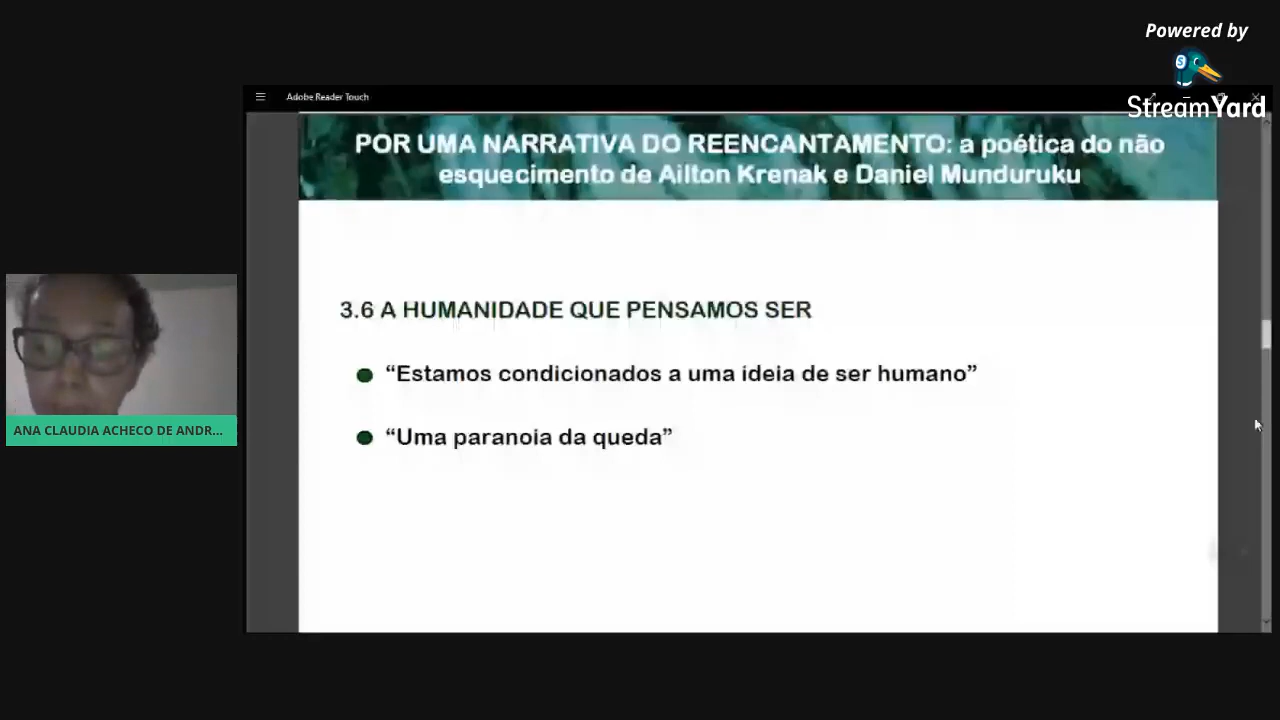 Powered by
StreamYard
Adobe Reader Touch
POR UMA NARRATIVA DO REENCANTAMENTO: a poética do não
esquecimento de Ailton Krenak e Daniel Munduruku
3.6 A HUMANIDADE QUE PENSAMOS SER
“Estamos condicionados a uma ideia de ser humano”
“Uma paranoia da queda”
ANA CLAUDIA ACHECO DE ANDR...